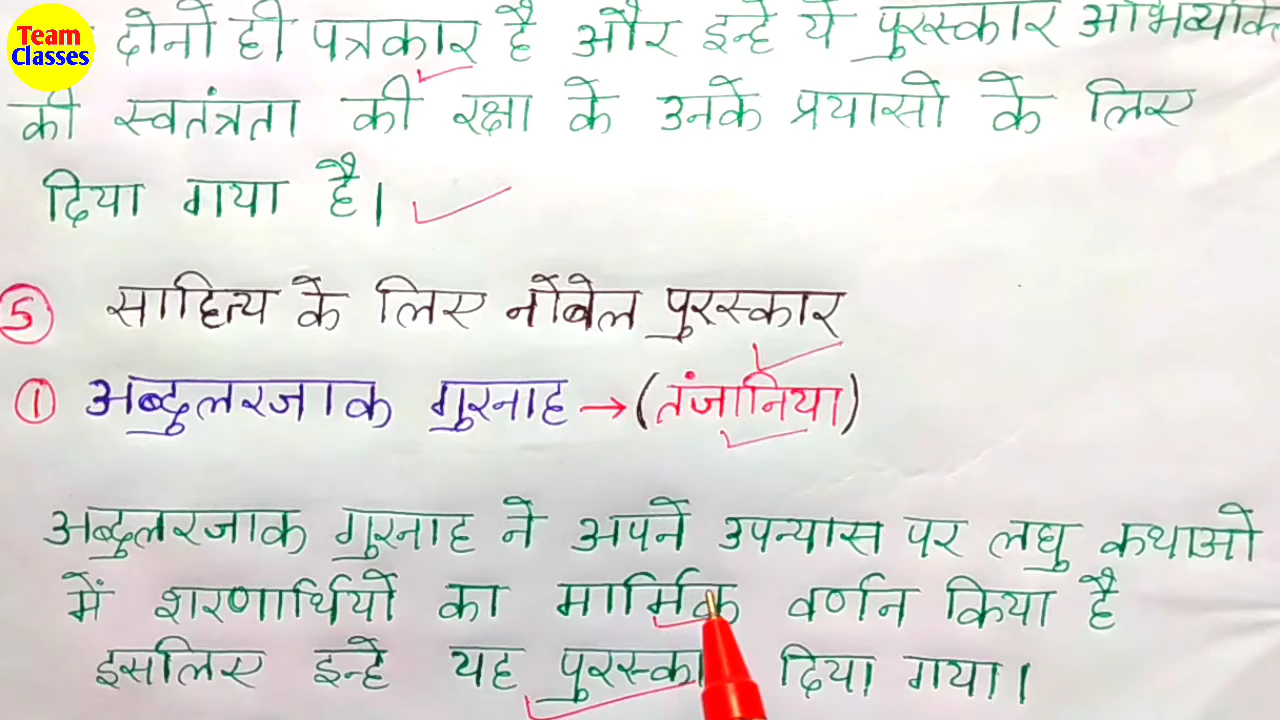 Team
Classes
दोनों ही पत्रकार है और इन्हे ये पुरस्कार अभिव्यक्ति
की स्वतंत्रता की रक्षा के उनके प्रयासो के लिए
दिया गया है।
5 साहित्य के लिए नोंबेल पुरस्कार
1 अब्दुलरजाक गुरनाह → (तंजानिया)
अब्दुलरजाक गुरनाह ने अपने उपन्यास पर लघु कथाओ
में शरणार्थियों का मार्मिक वर्णन किया है
इसलिए इन्हे यह पुरस्का दिया गया।